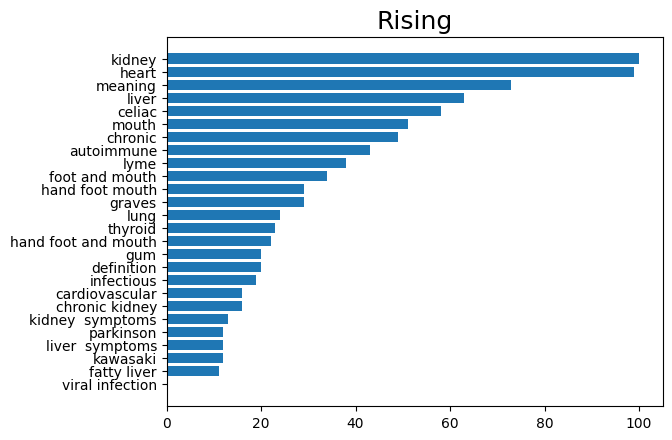 Rising
kidney
heart
meaning
liver
celiac
mouth
chronic
autoimmune
lyme
foot and mouth
hand foot mouth
graves
lung
thyroid
hand foot and mouth
gum
definition
infectious
cardiovascular
chronic kidney
kidney  symptoms
parkinson
liver  symptoms
kawasaki
fatty liver
viral infection
0 20 40 60 80 100